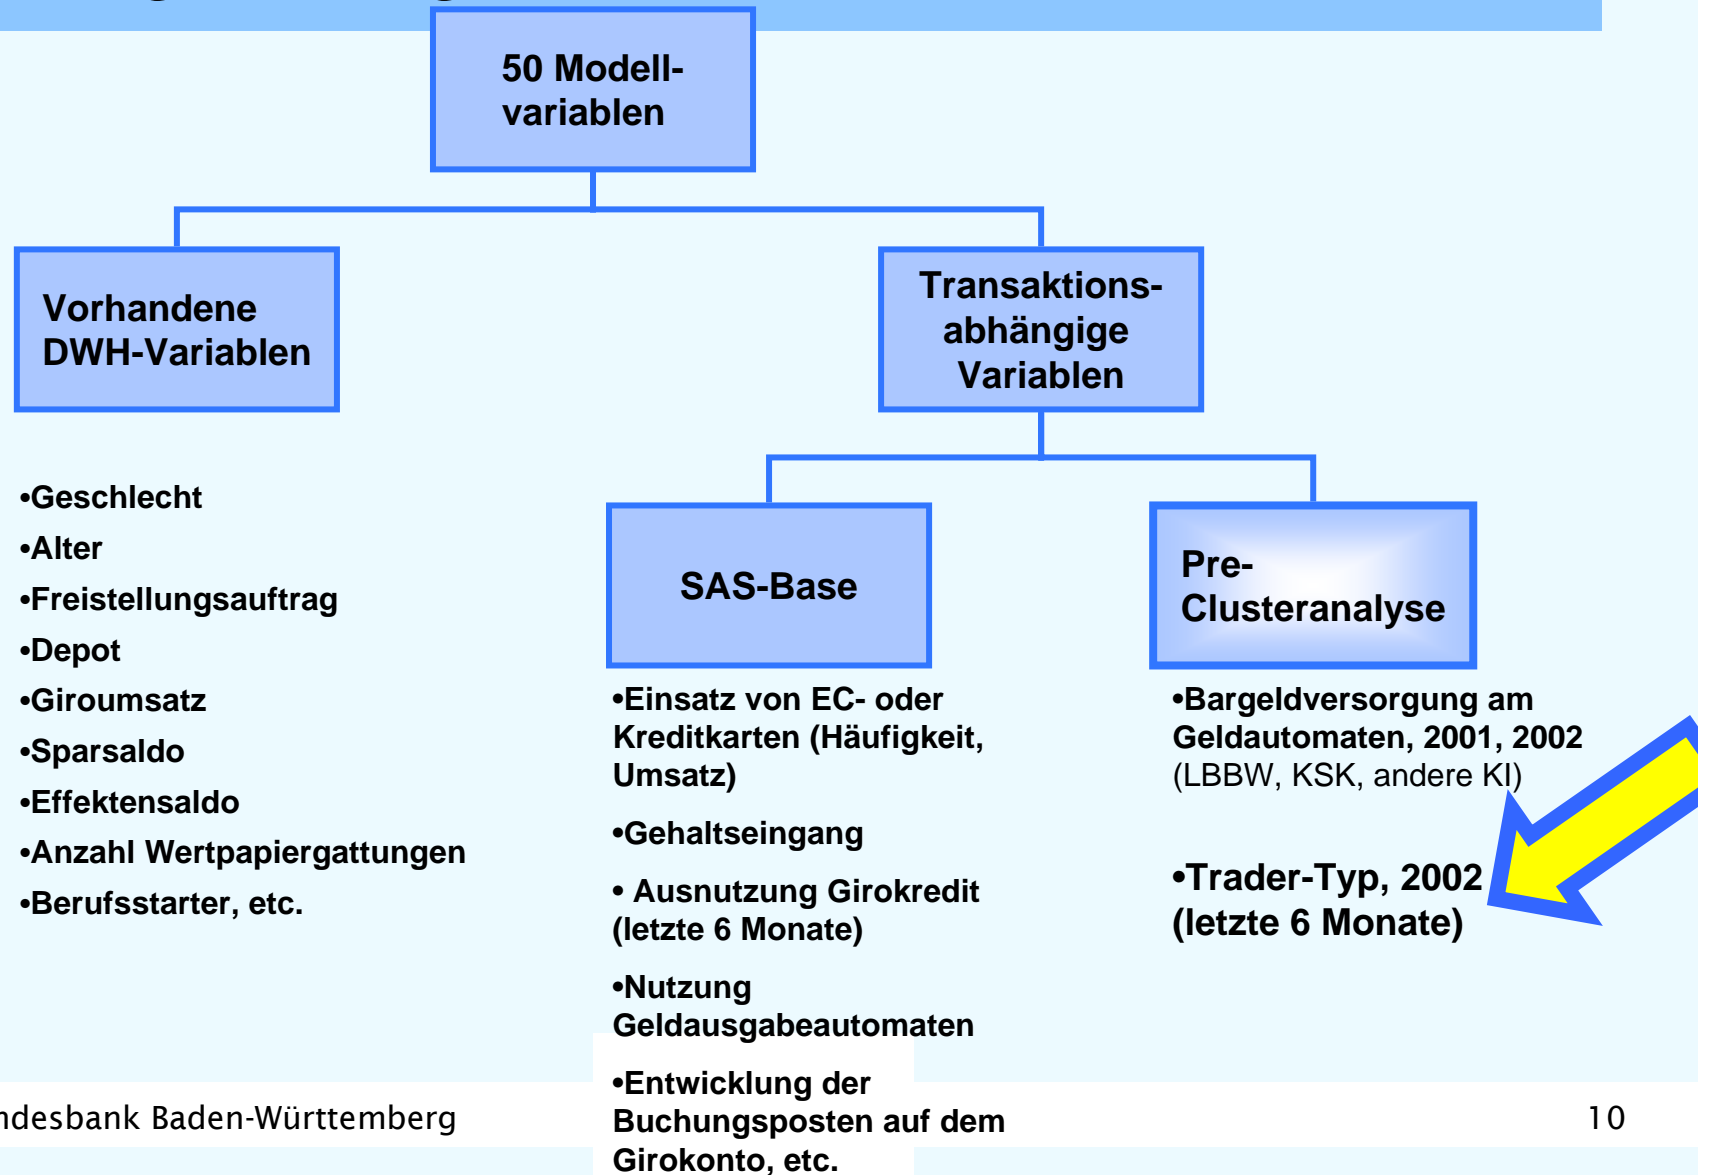 50 Modell-
variablen
Vorhandene
DWH-Variablen
Transaktions-
abhängige
Variablen
•Geschlecht
•Alter
•Freistellungsauftrag
•Depot
•Giroumsatz
•Sparsaldo
•Effektensaldo
•Anzahl Wertpapiergattungen
•Berufsstarter, etc.
SAS-Base
•Einsatz von EC- oder
Kreditkarten (Häufigkeit,
Umsatz)
•Gehaltseingang
• Ausnutzung Girokredit
(letzte 6 Monate)
•Nutzung
Geldausgabeautomaten
•Entwicklung der
Buchungsposten auf dem
Girokonto, etc.
Pre-
Clusteranalyse
•Bargeldversorgung am
Geldautomaten, 2001, 2002
(LBBW, KSK, andere KI)
•Trader-Typ, 2002
(letzte 6 Monate)
ndesbank Baden-Württemberg
10